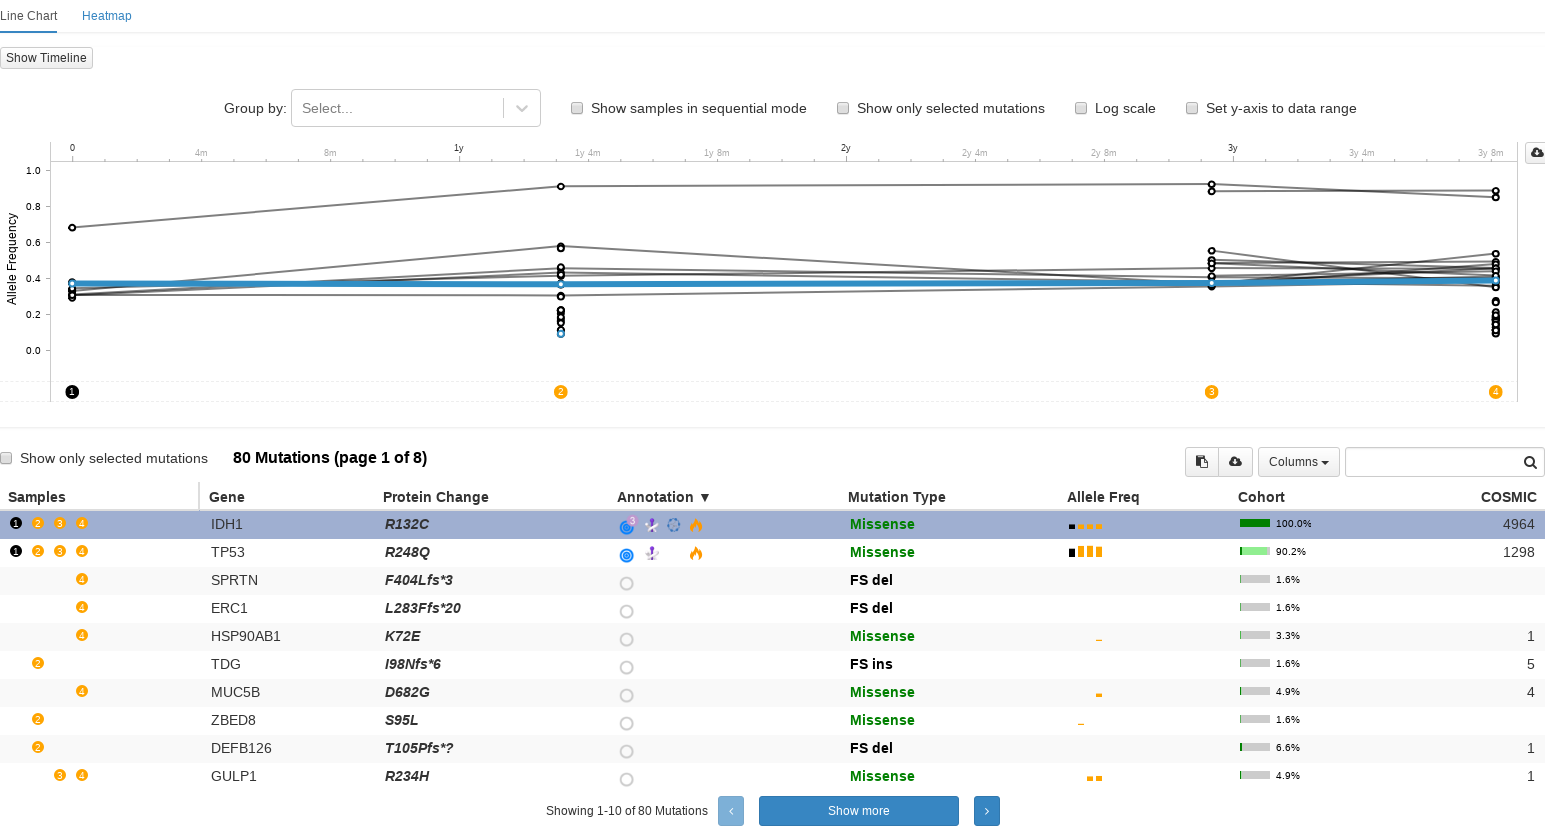 Line Chart Heatmap
Show Timeline
Group by: Select... Show samples in sequential mode Show only selected mutations Log scale Set y-axis to data range
0 4m 8m 1y 1y 4m 1y 8m 2y 2y 4m 2y 8m 3y 3y 4m 3y 8m
Allele Frequency
1.0
0.8
0.6
0.4
0.2
0.0
1 2 3 4
Show only selected mutations 80 Mutations (page 1 of 8) Columns
Samples Gene Protein Change Annotation ▼ Mutation Type Allele Freq Cohort COSMIC
1 2 3 4 IDH1 R132C 3 Missense 100.0% 4964
1 2 3 4 TP53 R248Q Missense 90.2% 1298
4 SPRTN F404Lfs*3 FS del 1.6%
4 ERC1 L283Ffs*20 FS del 1.6%
4 HSP90AB1 K72E Missense 3.3% 1
2 TDG I98Nfs*6 FS ins 1.6% 5
4 MUC5B D682G Missense 4.9% 4
2 ZBED8 S95L Missense 1.6%
2 DEFB126 T105Pfs*? FS del 6.6% 1
3 4 GULP1 R234H Missense 4.9% 1
Showing 1-10 of 80 Mutations ‹ Show more ›